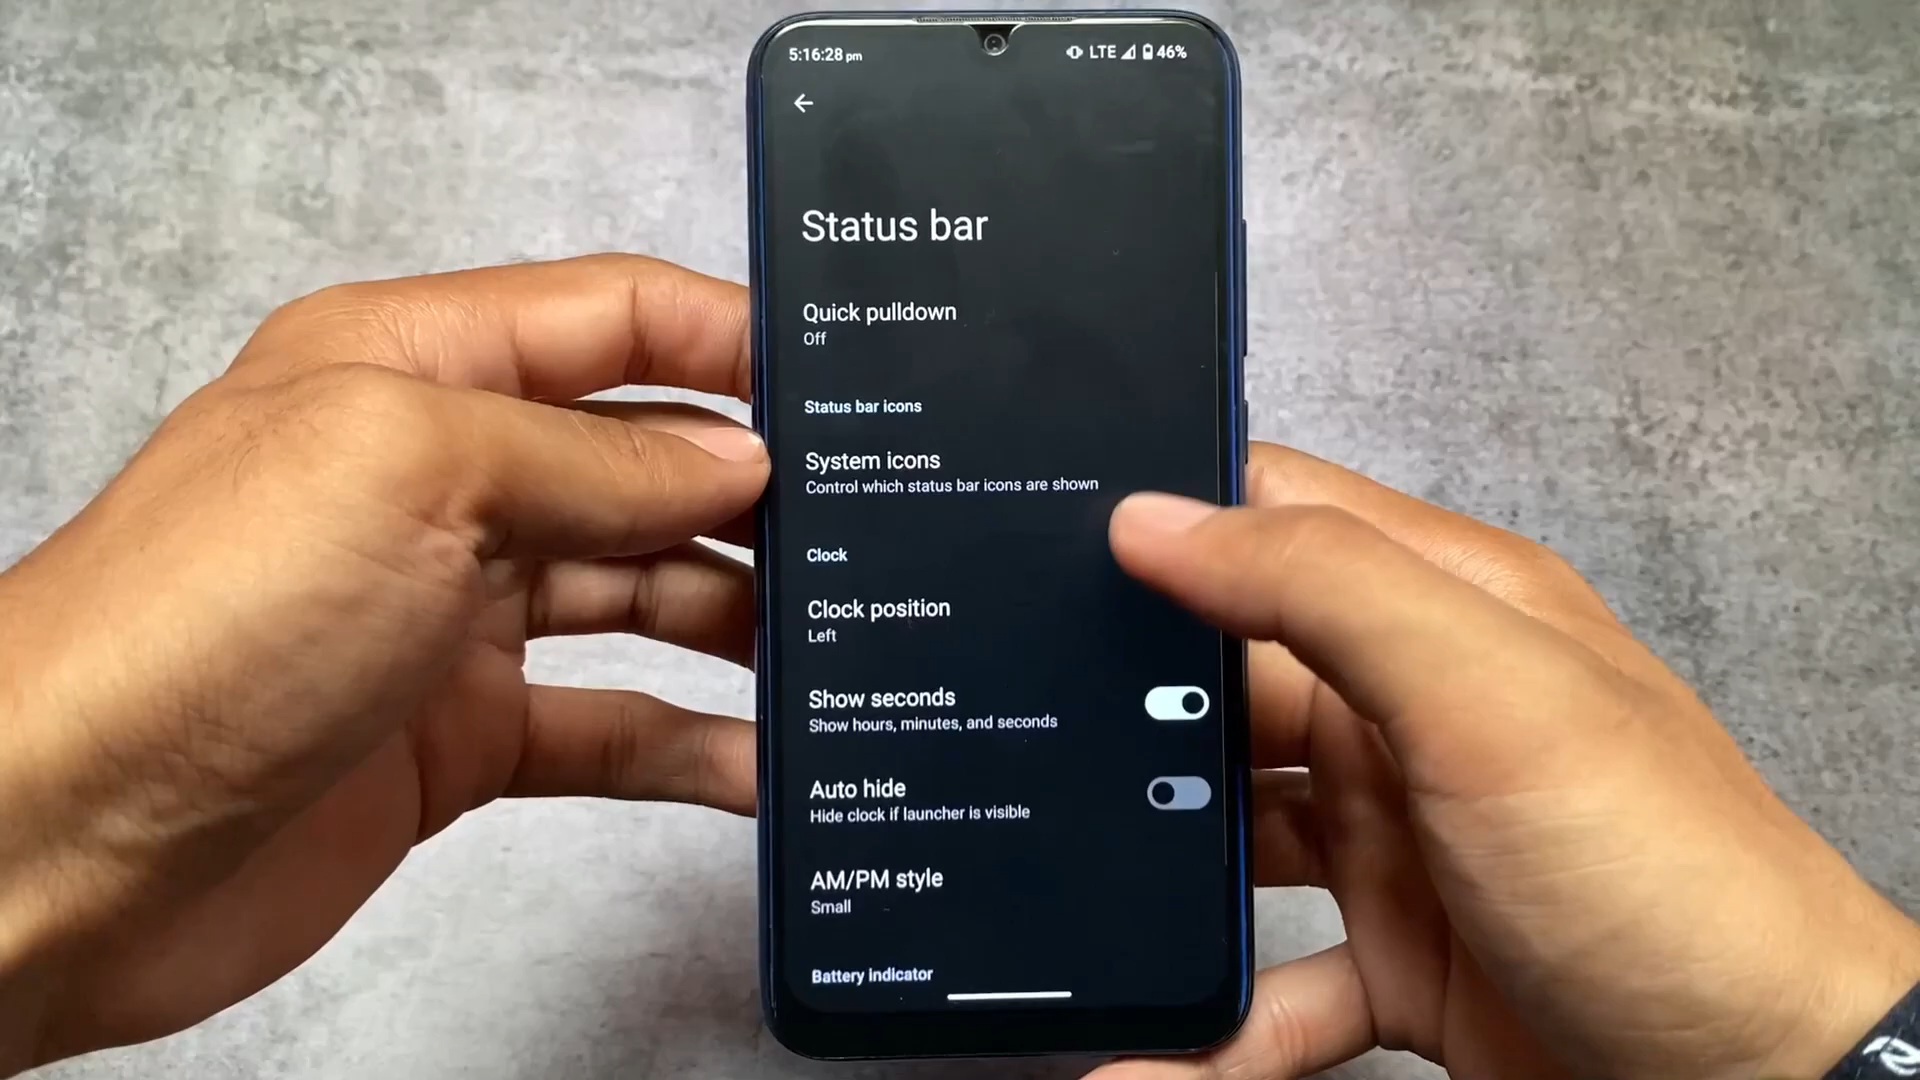 5:16:28 pm
LTE 46%
Status bar
Quick pulldown
Off
Status bar icons
System icons
Control which status bar icons are shown
Clock
Clock position
Left
Show seconds
Show hours, minutes, and seconds
Auto hide
Hide clock if launcher is visible
AM/PM style
Small
Battery indicator